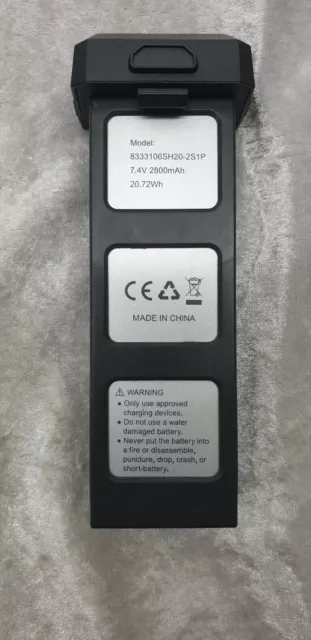 Model:
8333106SH20-2S1P
7.4V 2800mAh
20.72Wh
CE
MADE IN CHINA
WARNING
• Only use approved
charging devices.
• Do not use a water
damaged battery.
• Never put the battery into
a fire or disassemble,
puncture, drop, crash, or
short-battery.